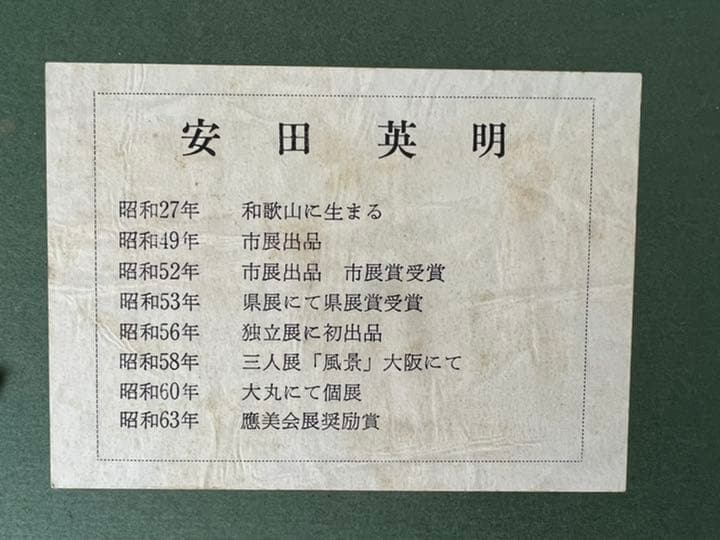 安田英明
昭和27年 和歌山に生まる
昭和49年 市展出品
昭和52年 市展出品 市展賞受賞
昭和53年 県展にて県展賞受賞
昭和56年 独立展に初出品
昭和58年 三人展「風景」大阪にて
昭和60年 大丸にて個展
昭和63年 應美会展奨励賞